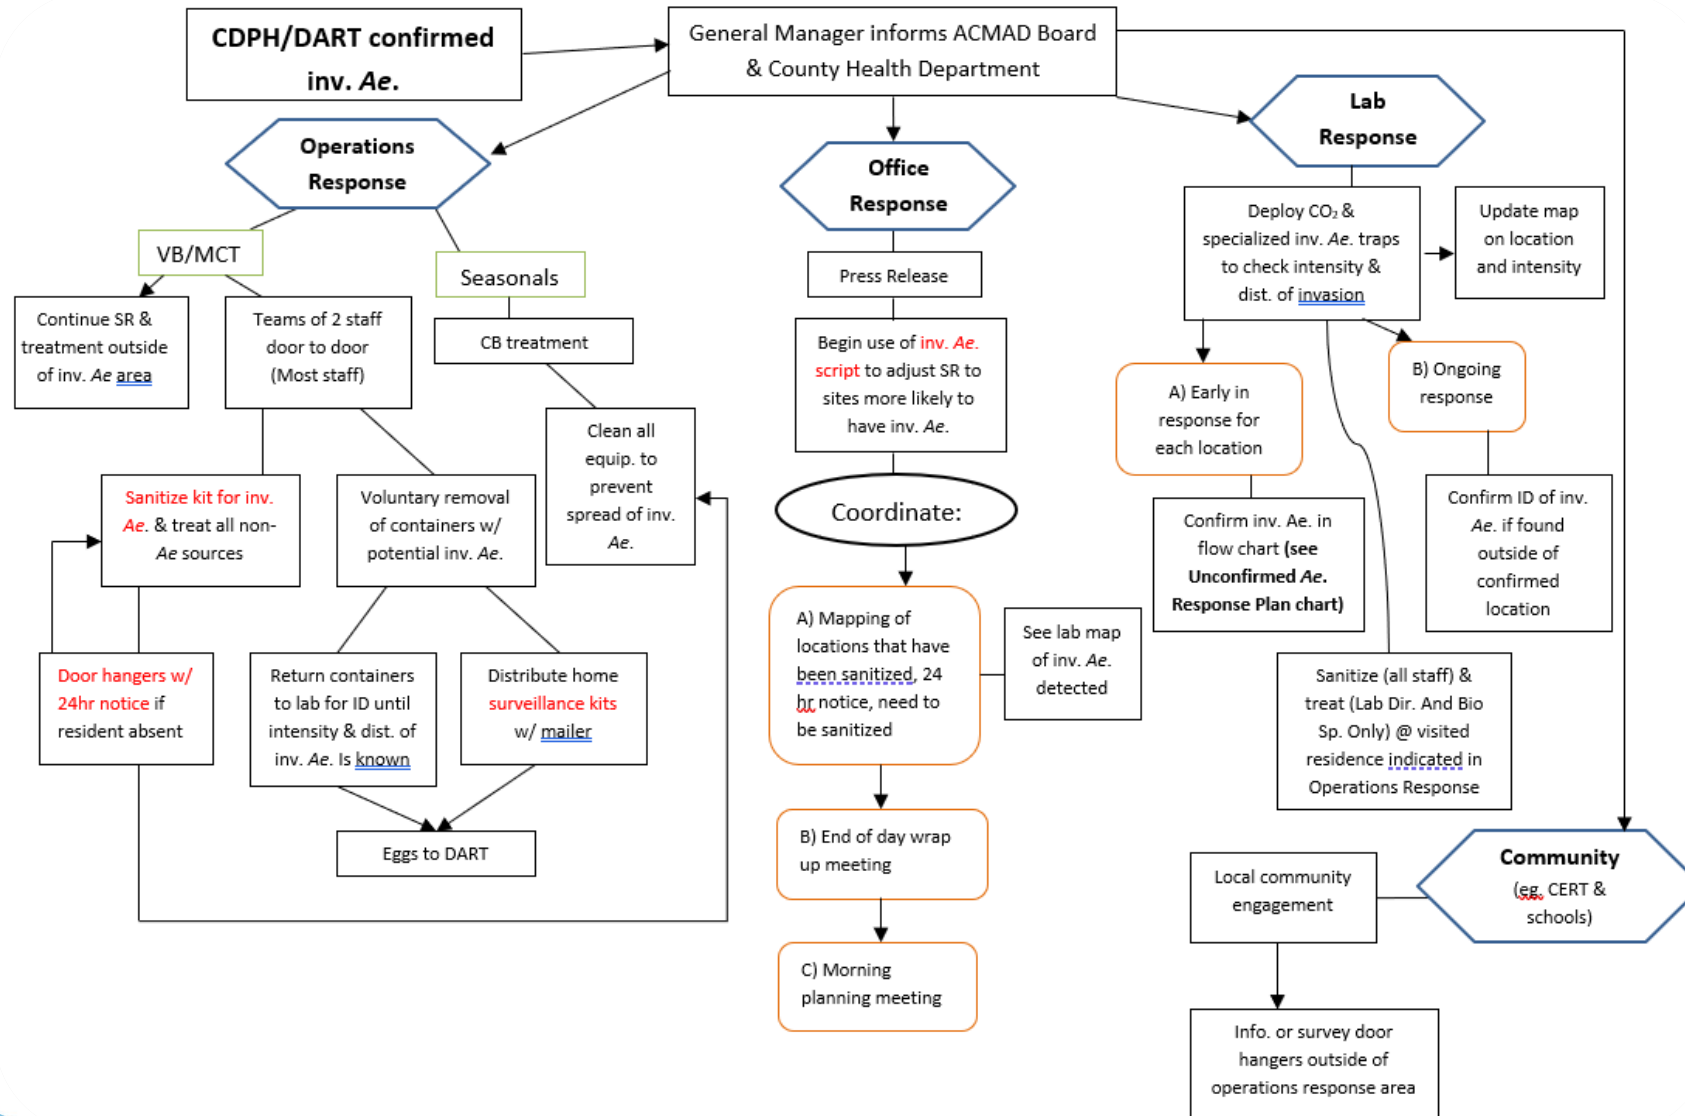 CDPH/DART confirmed
inv. Ae.
General Manager informs ACMAD Board
& County Health Department
Operations
Response
Office
Response
Lab
Response
VB/MCT
Seasonals
Continue SR &
treatment outside
of inv. Ae area
Teams of 2 staff
door to door
(Most staff)
CB treatment
Clean all
equip. to
prevent
spread of inv.
Ae.
Sanitize kit for inv.
Ae. & treat all non-
Ae sources
Voluntary removal
of containers w/
potential inv. Ae.
Door hangers w/
24hr notice if
resident absent
Return containers
to lab for ID until
intensity & dist. of
inv. Ae. Is known
Distribute home
surveillance kits
w/ mailer
Eggs to DART
Press Release
Begin use of inv. Ae.
script to adjust SR to
sites more likely to
have inv. Ae.
Coordinate:
A) Mapping of
locations that have
been sanitized, 24
hr notice, need to
be sanitized
See lab map
of inv. Ae.
detected
B) End of day wrap
up meeting
C) Morning
planning meeting
Deploy CO₂ &
specialized inv. Ae. traps
to check intensity &
dist. of invasion
Update map
on location
and intensity
A) Early in
response for
each location
B) Ongoing
response
Confirm inv. Ae. in
flow chart (see
Unconfirmed Ae.
Response Plan chart)
Confirm ID of inv.
Ae. if found
outside of
confirmed
location
Sanitize (all staff) &
treat (Lab Dir. And Bio
Sp. Only) @ visited
residence indicated in
Operations Response
Community
(eg. CERT &
schools)
Local community
engagement
Info. or survey door
hangers outside of
operations response area